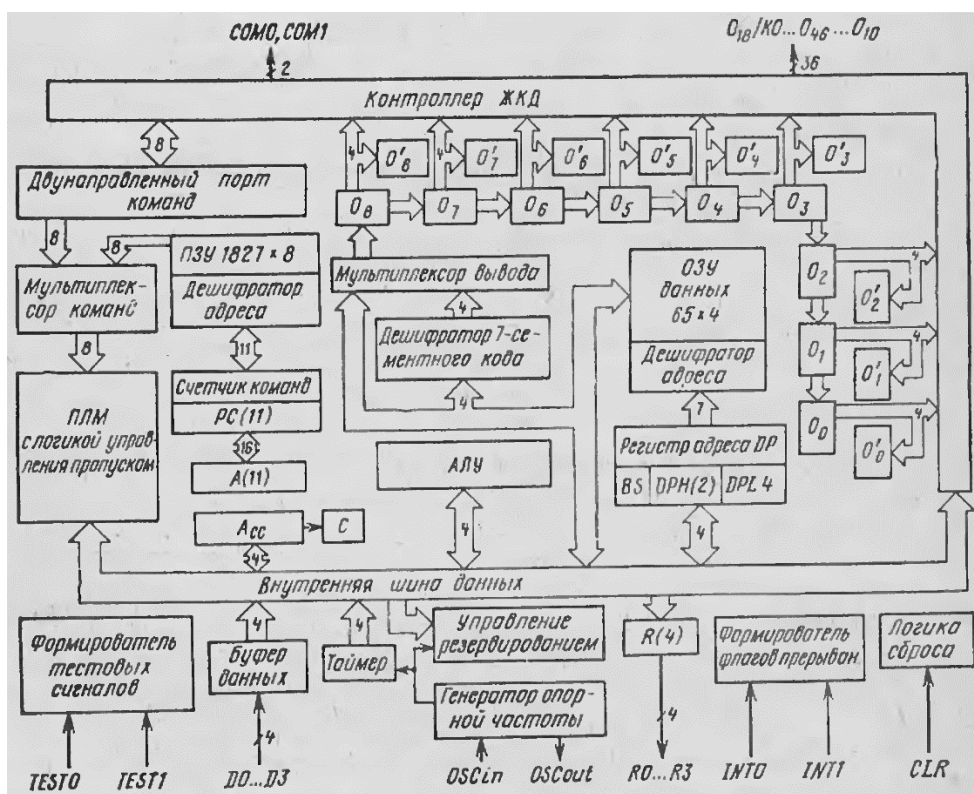 COM0, COM1
O18/K0...O46...O10
2
36
Контроллер ЖКД
8
4
O'8
4
O'7
O'6
O'5
O'4
O'3
Двунаправленный порт
команд
O8
O7
O6
O5
O4
O3
8
8
ПЗУ 1827×8
Дешифратор
адреса
Мультиплек-
сор команд
Мультиплексор вывода
4
Дешифратор 7-се-
ментного кода
4
ОЗУ
данных
65×4
Дешифратор
адреса
O2
4
O'2
O1
4
O'1
O0
4
O'0
8
11
Счетчик команд
PC(11)
16
A(11)
ПЛМ
с логикой управ-
ления пропуском
7
АЛУ
Регистр адреса DP
BS
DPH(2)
DPL 4
Acc
C
4
4
4
Внутренняя шина данных
4
4
Формирователь
тестовых
сигналов
Буфер
данных
Таймер
Управление
резервированием
Генератор опор-
ной частоты
R(4)
Формирователь
флагов прерыван.
Логика
сброса
4
4
TEST0
TEST1
D0...D3
OSCin
OSCout
R0...R3
INT0
INT1
CLR